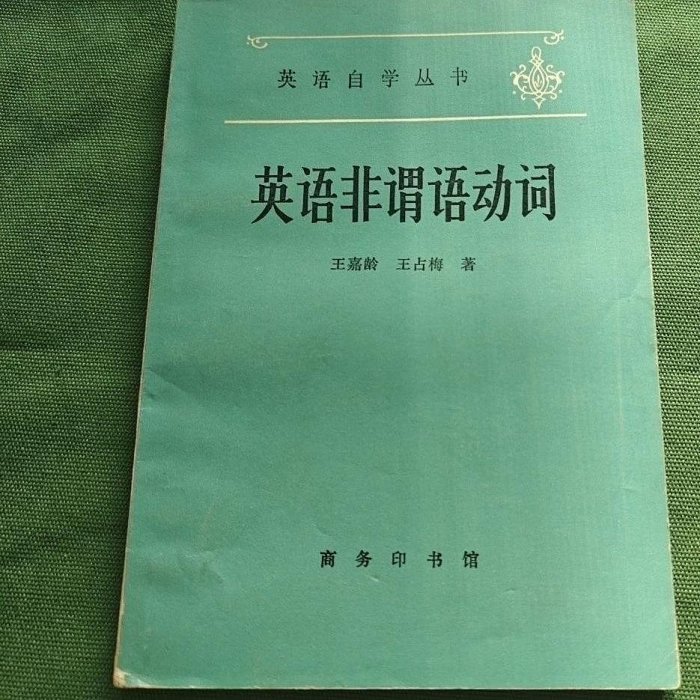 英语自学丛书
英语非谓语动词
王嘉龄 王占梅 著
商务印书馆